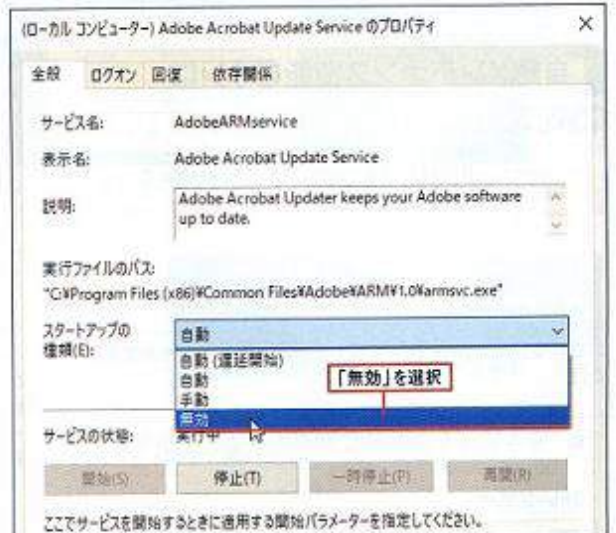 (ローカル コンピューター) Adobe Acrobat Update Service のプロパティ
全般 ログオン 回復 依存関係
サービス名: AdobeARMservice
表示名: Adobe Acrobat Update Service
説明: Adobe Acrobat Updater keeps your Adobe software
up to date.
実行ファイルのパス:
"C:¥Program Files (x86)¥Common Files¥Adobe¥ARM¥1.0¥armsvc.exe"
スタートアップの
種類(E): 自動
自動 (遅延開始)
自動
手動
無効
「無効」を選択
サービスの状態: 実行中
開始(S) 停止(T) 一時停止(P) 再開(R)
ここでサービスを開始するときに適用する開始パラメーターを指定してください。